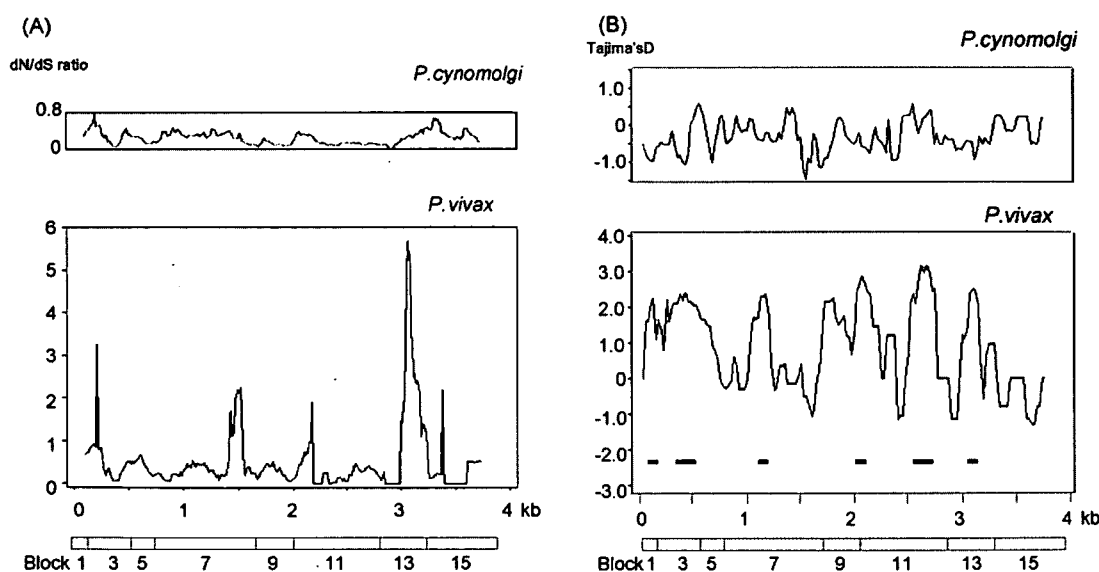 (A)
dN/dS ratio
P.cynomolgi
0.8
0
P.vivax
6
5
4
3
2
1
0
0 1 2 3 4 kb
Block 1 3 5 7 9 11 13 15
(B)
Tajima'sD
P.cynomolgi
1.0
0
-1.0
P.vivax
4.0
3.0
2.0
1.0
0
-1.0
-2.0
-3.0
0 1 2 3 4 kb
Block 1 3 5 7 9 11 13 15